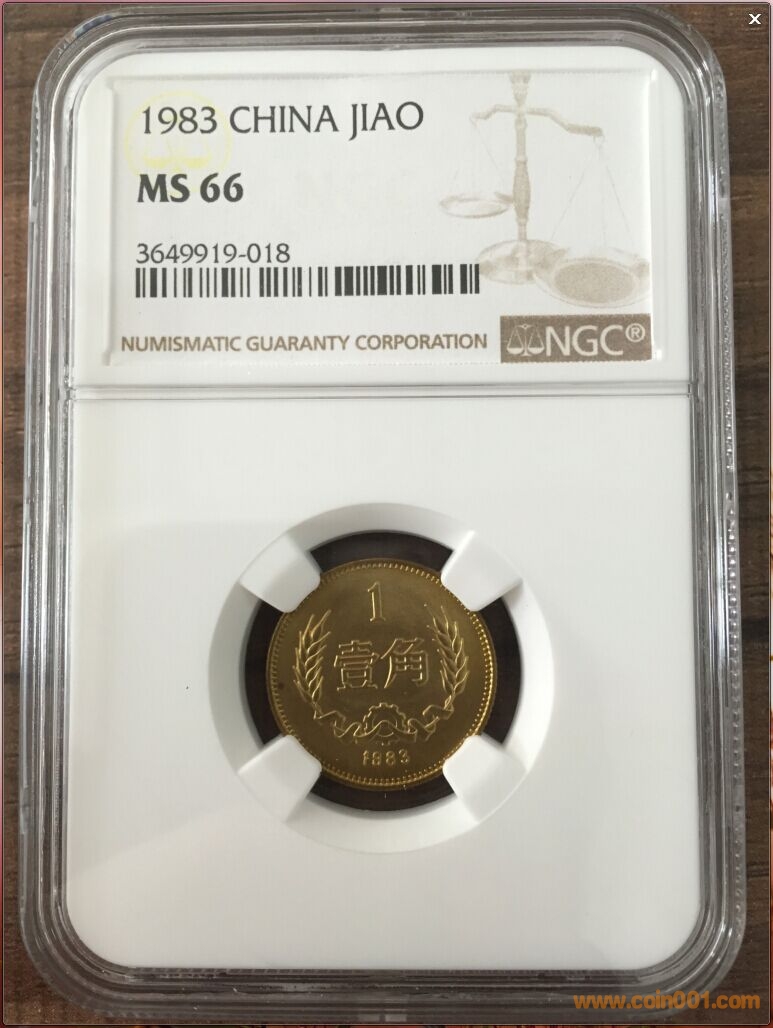 1983 CHINA JIAO
MS 66
3649919-018
NUMISMATIC GUARANTY CORPORATION
NGC®
1
壹角
1983
www.coin001.com